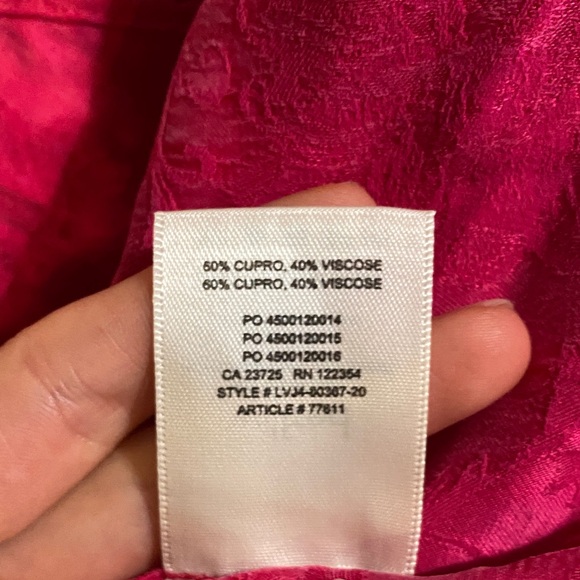 60% CUPRO, 40% VISCOSE
60% CUPRO, 40% VISCOSE
PO 4500120014
PO 4500120015
PO 4500120016
CA 23725 RN 122354
STYLE # LVJ4-60367-20
ARTICLE # 77611